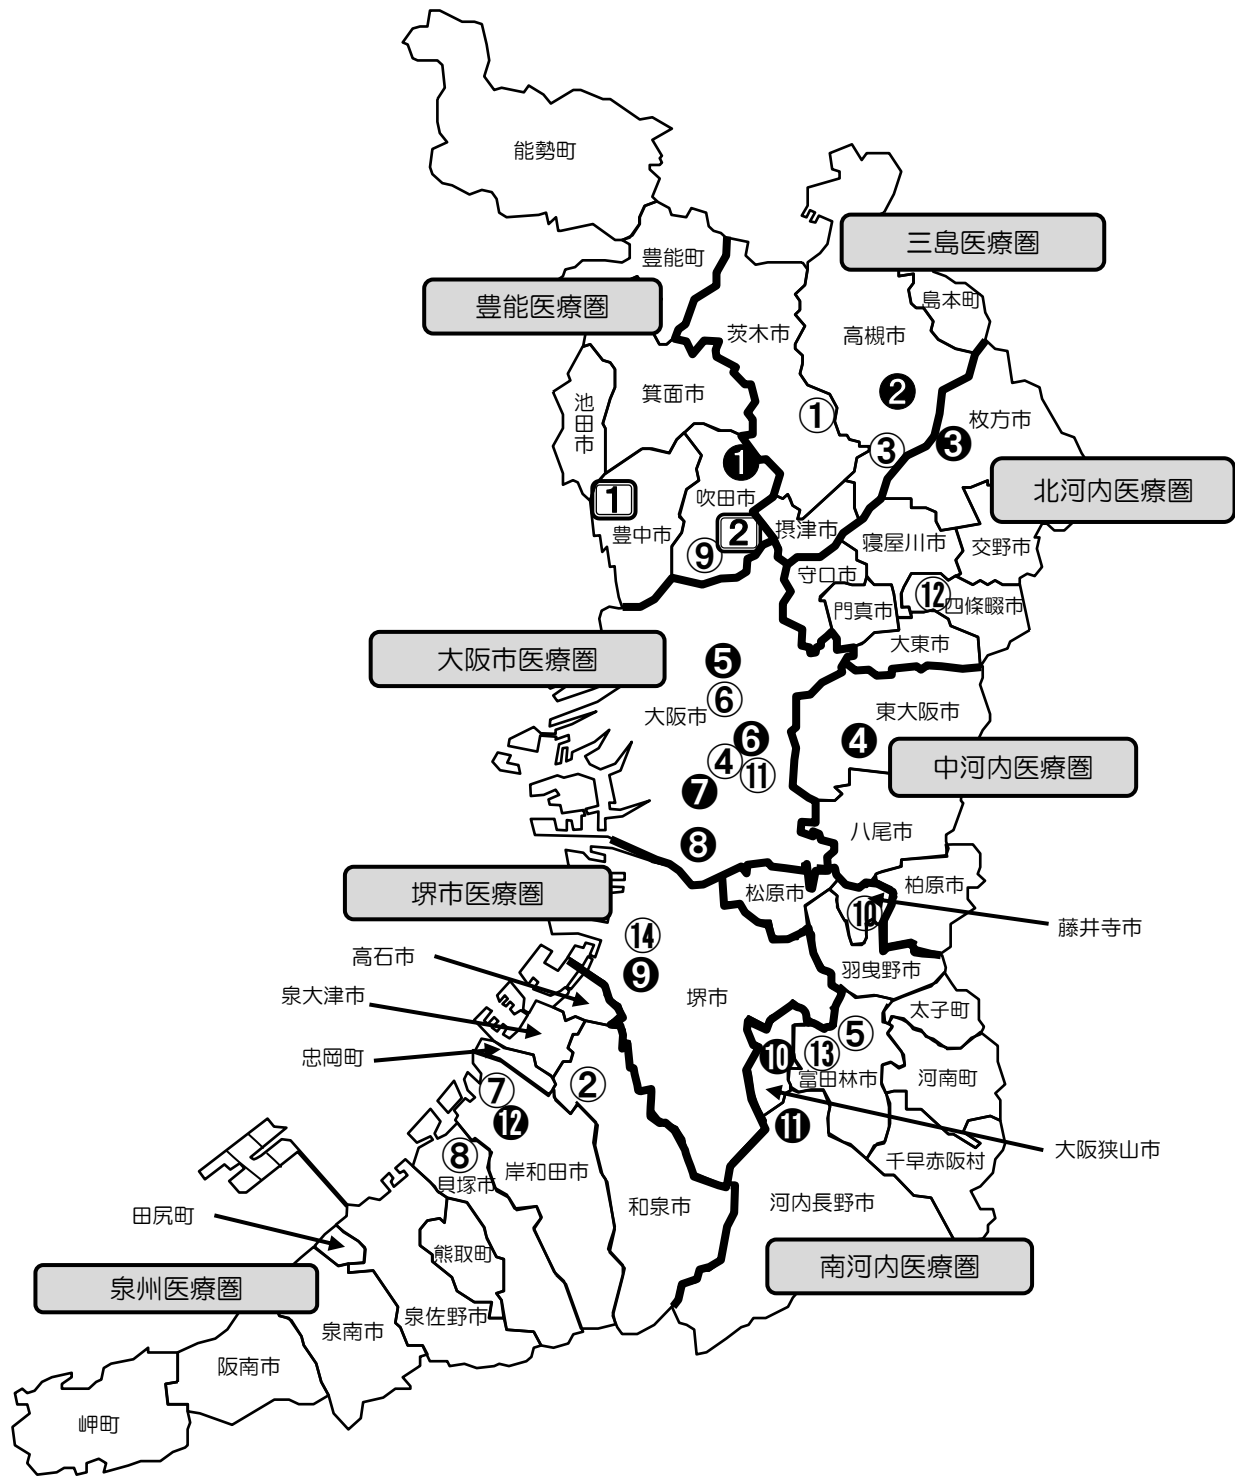 能勢町
三島医療圏
豊能町
島本町
豊能医療圏
茨木市
高槻市
箕面市
池田市
❷
①
枚方市
③
❸
❶
吹田市
北河内医療圏
1
豊中市
2
摂津市
寝屋川市
交野市
⑨
守口市
⑫
四條畷市
門真市
大東市
大阪市医療圏
❺
⑥
大阪市
東大阪市
❻
❹
④
⑪
中河内医療圏
❼
八尾市
❽
柏原市
堺市医療圏
松原市
⑩
藤井寺市
⑭
高石市
❾
羽曳野市
泉大津市
堺市
太子町
忠岡町
⑤
❿
⑬
富田林市
河南町
⑦
②
⓬
⓫
大阪狭山市
⑧
貝塚市
岸和田市
千早赤阪村
和泉市
河内長野市
田尻町
熊取町
南河内医療圏
泉州医療圏
泉佐野市
泉南市
阪南市
岬町